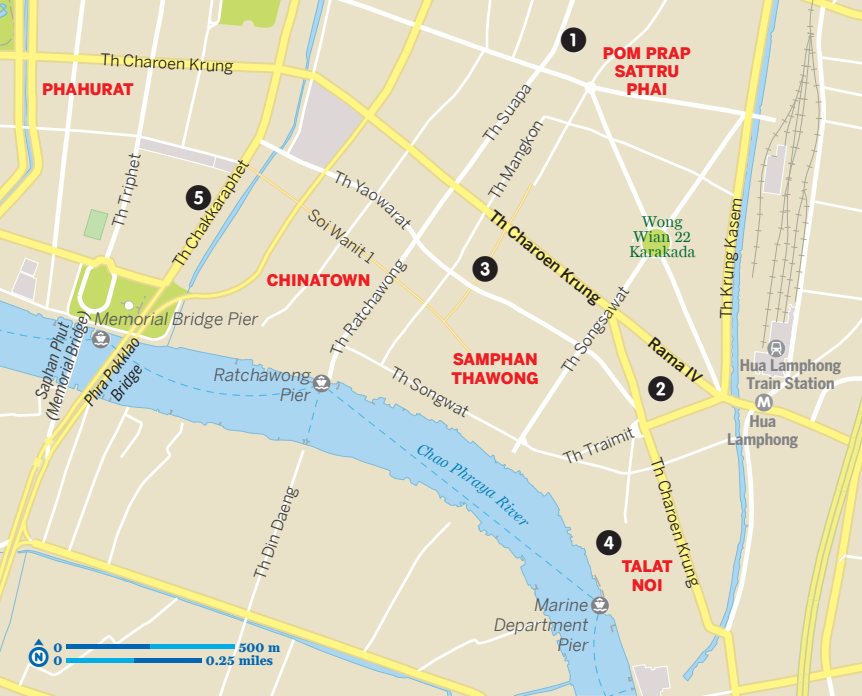 1
POM PRAP
SATTRU
PHAI
Th Charoen Krung
PHAHURAT
Th Suapa
Th Mangkon
Th Triphet
5
Th Chakkaraphet
Th Yaowarat
Soi Wanit 1
Th Charoen Krung
Wong
Wian 22
Karakada
Th Krung Kasem
3
CHINATOWN
Th Ratchawong
Th Songsawat
Memorial Bridge Pier
Saphan Phut
(Memorial Bridge)
Phra Pokklao
Bridge
Rama IV
SAMPHAN
THAWONG
Hua Lamphong
Train Station
M
Hua
Lamphong
2
Ratchawong
Pier
Th Songwat
Th Traimit
Chao Phraya River
Th Charoen Krung
Th Din Daeng
4
TALAT
NOI
Marine
Department
Pier
N
0 500 m
0 0.25 miles